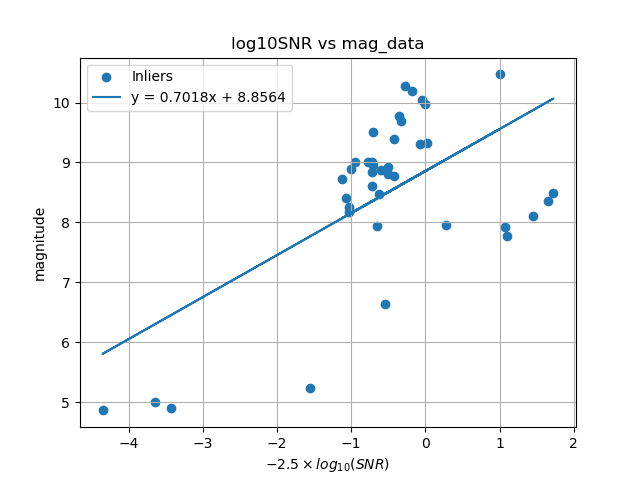 log10SNR vs mag_data
Inliers
y = 0.7018x + 8.8564
magnitude
10
9
8
7
6
5
−4
−3
−2
−1
0
1
2
−2.5 × log₁₀(SNR)